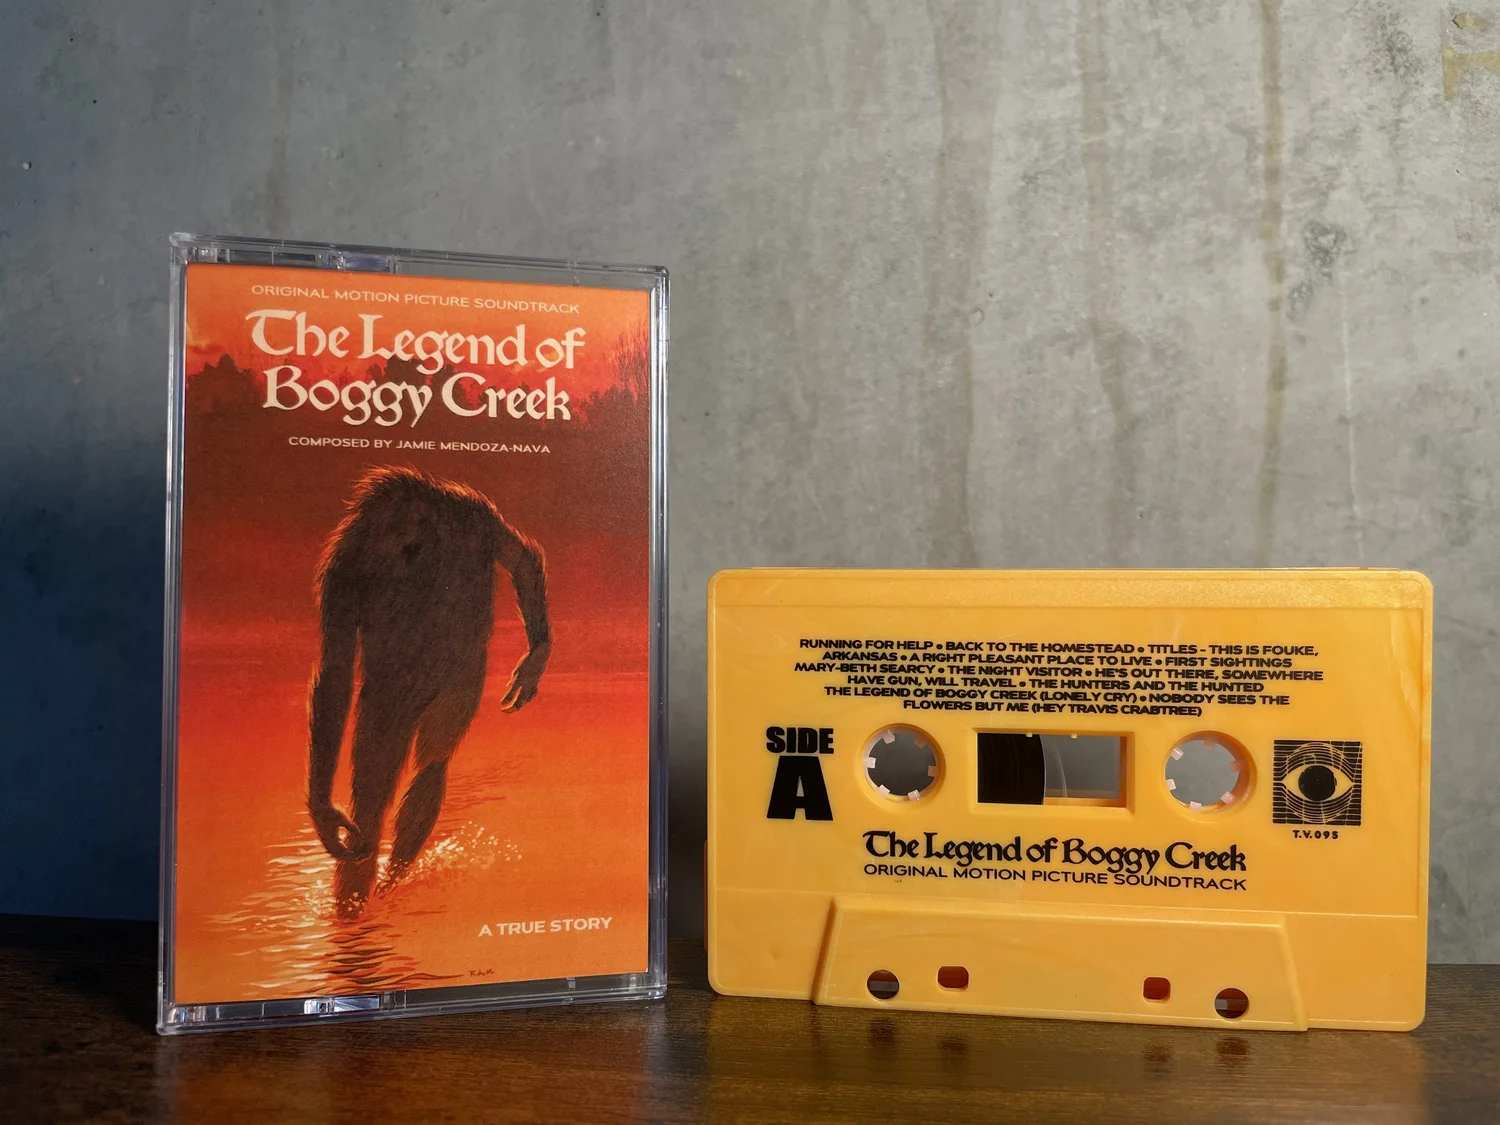 ORIGINAL MOTION PICTURE SOUNDTRACK
The Legend of
Boggy Creek
COMPOSED BY JAMIE MENDOZA-NAVA
A TRUE STORY
RUNNING FOR HELP • BACK TO THE HOMESTEAD • TITLES - THIS IS FOUKE,
ARKANSAS • A RIGHT PLEASANT PLACE TO LIVE • FIRST SIGHTINGS
MARY-BETH SEARCY • THE NIGHT VISITOR • HE'S OUT THERE, SOMEWHERE
HAVE GUN, WILL TRAVEL • THE HUNTERS AND THE HUNTED
THE LEGEND OF BOGGY CREEK (LONELY CRY) • NOBODY SEES THE
FLOWERS BUT ME (HEY TRAVIS CRABTREE)
SIDE
A
T.V. 095
The Legend of Boggy Creek
ORIGINAL MOTION PICTURE SOUNDTRACK